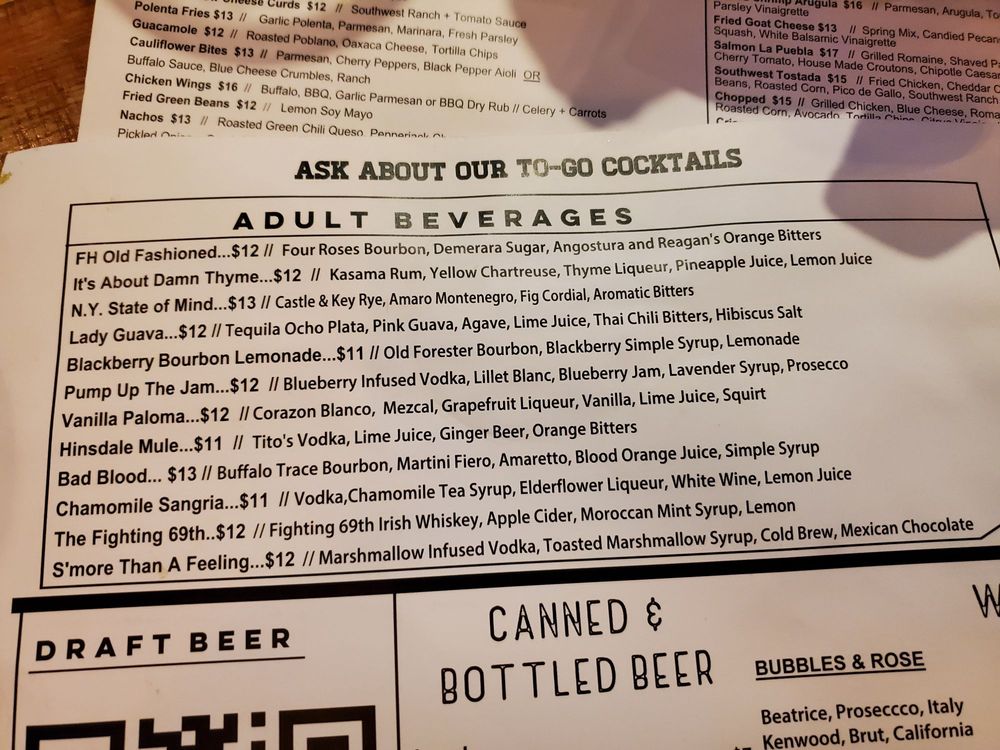 Cheese Curds $12 // Southwest Ranch + Tomato Sauce
Polenta Fries $13 // Garlic Polenta, Parmesan, Marinara, Fresh Parsley
Guacamole $12 // Roasted Poblano, Oaxaca Cheese, Tortilla Chips
Cauliflower Bites $13 // Parmesan, Cherry Peppers, Black Pepper Aioli OR
Buffalo Sauce, Blue Cheese Crumbles, Ranch
Chicken Wings $16 // Buffalo, BBQ, Garlic Parmesan or BBQ Dry Rub // Celery + Carrots
Fried Green Beans $12 // Lemon Soy Mayo
Nachos $13 // Roasted Green Chili Queso,
Pickled
Arugula $16 // Parmesan, Arugula,
Parsley Vinaigrette
Fried Goat Cheese $13 // Spring Mix, Candied
Squash, White Balsamic Vinaigrette
Salmon La Puebla $17 // Grilled Romaine, Shaved
Cherry Tomato, House Made Croutons, Chipotle
Southwest Tostada $15 // Fried Chicken, Cheddar
Beans, Roasted Corn, Pico de Gallo, Southwest Ranch
Chopped $15 // Grilled Chicken, Blue Cheese,
Roasted Corn, Avocado, Tortilla Chips,
ASK ABOUT OUR TO-GO COCKTAILS
ADULT BEVERAGES
FH Old Fashioned...$12 // Four Roses Bourbon, Demerara Sugar, Angostura and Reagan's Orange Bitters
It's About Damn Thyme...$12 // Kasama Rum, Yellow Chartreuse, Thyme Liqueur, Pineapple Juice, Lemon Juice
N.Y. State of Mind...$13 // Castle & Key Rye, Amaro Montenegro, Fig Cordial, Aromatic Bitters
Lady Guava...$12 // Tequila Ocho Plata, Pink Guava, Agave, Lime Juice, Thai Chili Bitters, Hibiscus Salt
Blackberry Bourbon Lemonade...$11 // Old Forester Bourbon, Blackberry Simple Syrup, Lemonade
Pump Up The Jam...$12 // Blueberry Infused Vodka, Lillet Blanc, Blueberry Jam, Lavender Syrup, Prosecco
Vanilla Paloma...$12 // Corazon Blanco, Mezcal, Grapefruit Liqueur, Vanilla, Lime Juice, Squirt
Hinsdale Mule...$11 // Tito's Vodka, Lime Juice, Ginger Beer, Orange Bitters
Bad Blood... $13 // Buffalo Trace Bourbon, Martini Fiero, Amaretto, Blood Orange Juice, Simple Syrup
Chamomile Sangria...$11 // Vodka,Chamomile Tea Syrup, Elderflower Liqueur, White Wine, Lemon Juice
The Fighting 69th..$12 // Fighting 69th Irish Whiskey, Apple Cider, Moroccan Mint Syrup, Lemon
S'more Than A Feeling...$12 // Marshmallow Infused Vodka, Toasted Marshmallow Syrup, Cold Brew, Mexican Chocolate
DRAFT BEER
CANNED &
BOTTLED BEER
BUBBLES & ROSE
Beatrice, Proseccco, Italy
Kenwood, Brut, California